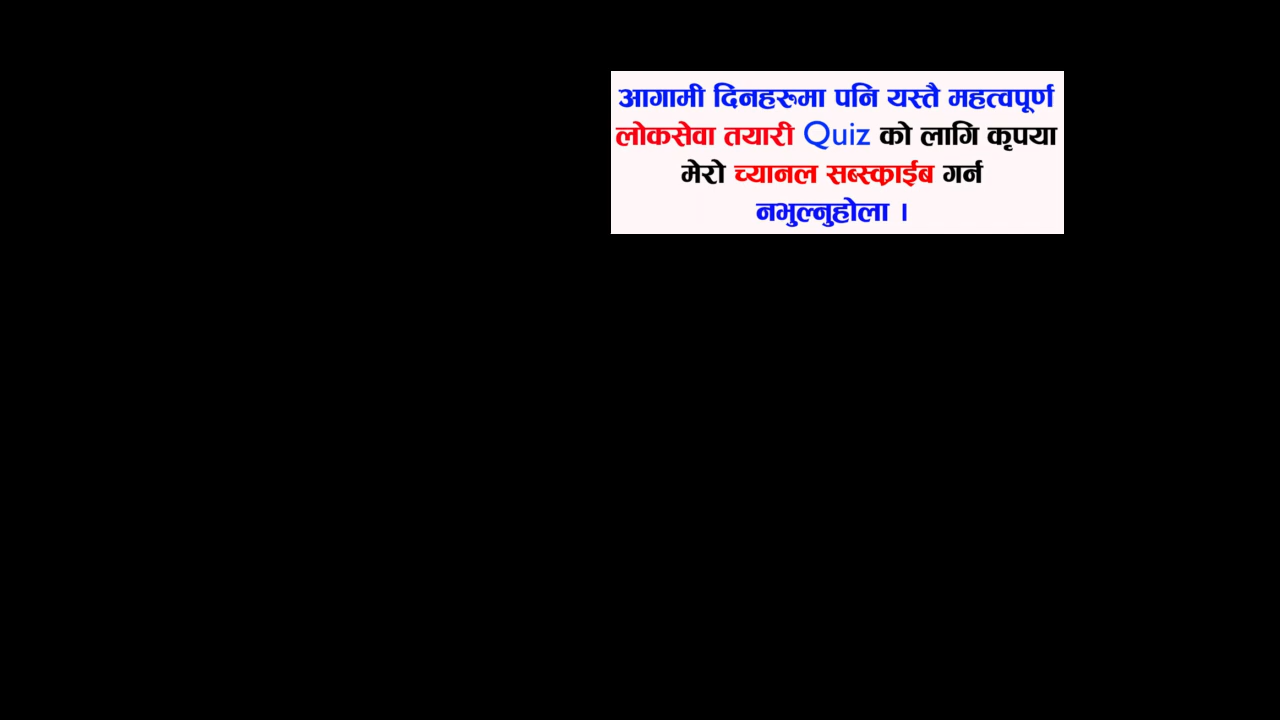 आगामी दिनहरुमा पनि यस्तै महत्वपूर्ण
लोकसेवा तयारी Quiz को लागि कृपया
मेरो च्यानल सब्स्क्राईब गर्न
नभुल्नुहोला ।